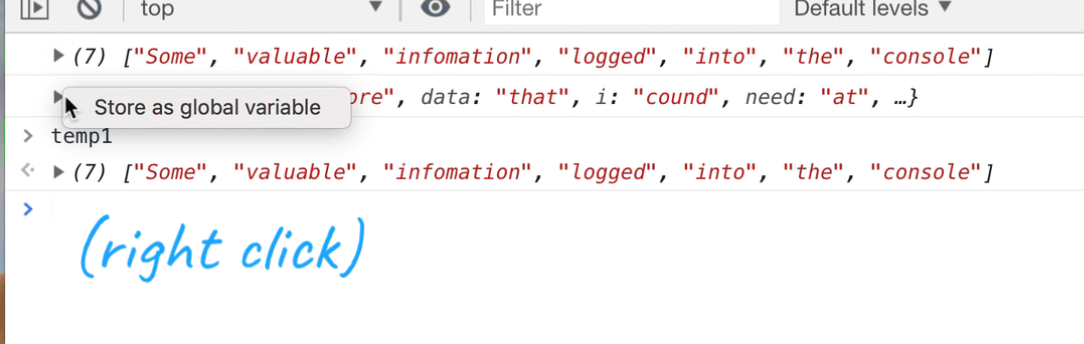 top Filter Default levels
(7) ["Some", "valuable", "infomation", "logged", "into", "the", "console"]
Store as global variable ore", data: "that", i: "cound", need: "at", …}
> temp1
(7) ["Some", "valuable", "infomation", "logged", "into", "the", "console"]
>
(right click)